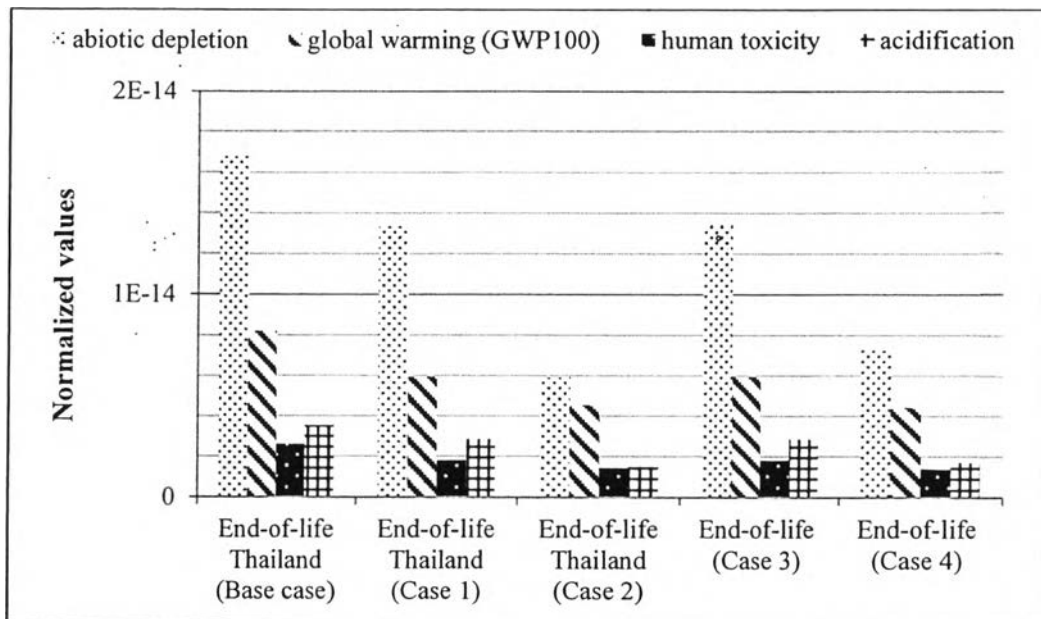 abiotic depletion global warming (GWP100) human toxicity acidification
2E-14
1E-14
0
Normalized values
End-of-life Thailand (Base case)
End-of-life Thailand (Case 1)
End-of-life Thailand (Case 2)
End-of-life (Case 3)
End-of-life (Case 4)